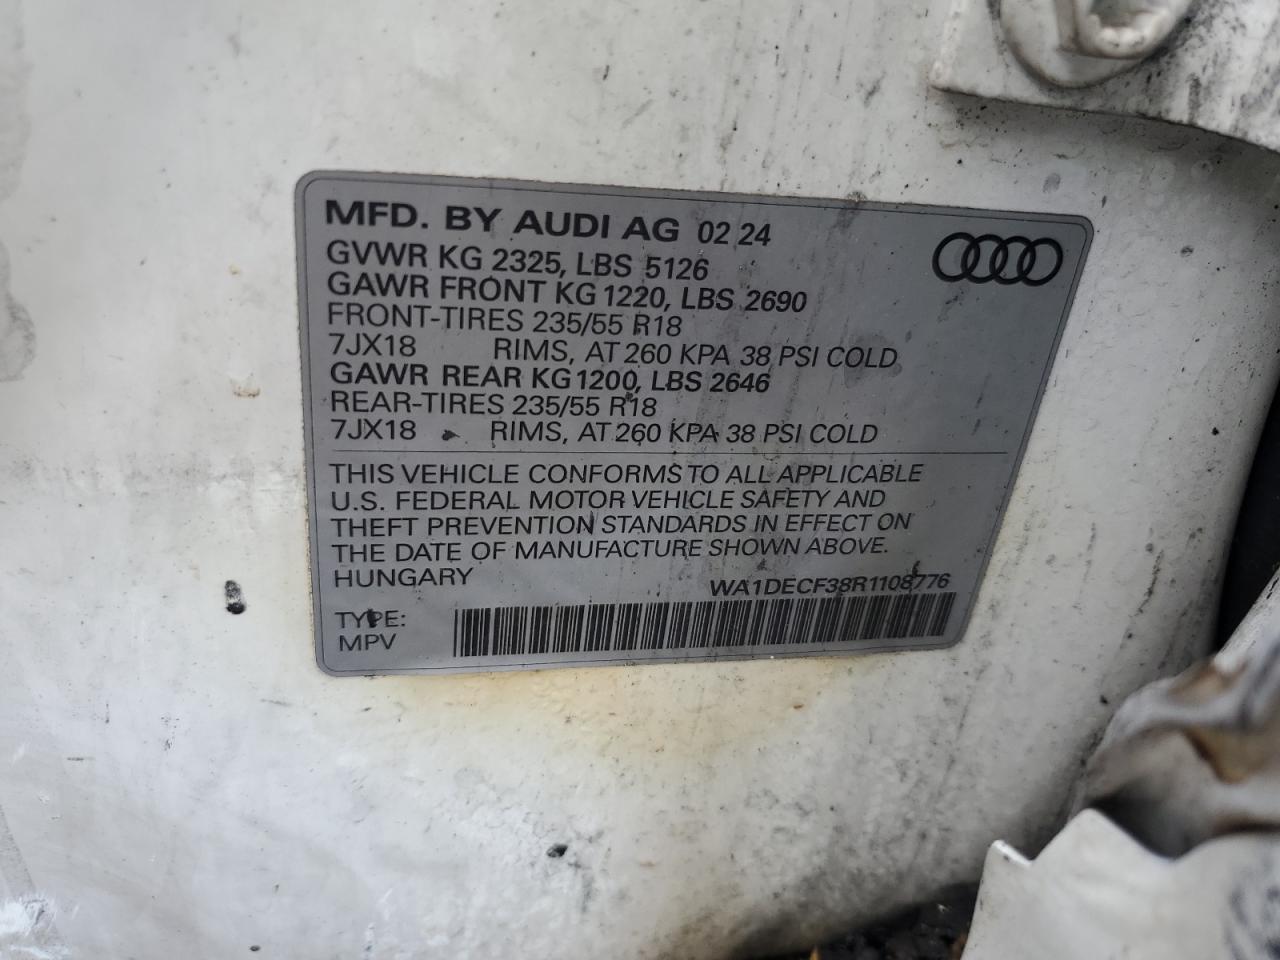 MFD. BY AUDI AG 02 24
GVWR KG 2325, LBS 5126
GAWR FRONT KG 1220, LBS 2690
FRONT-TIRES 235/55 R18
7JX18 RIMS, AT 260 KPA 38 PSI COLD
GAWR REAR KG 1200, LBS 2646
REAR-TIRES 235/55 R18
7JX18 RIMS, AT 260 KPA 38 PSI COLD
THIS VEHICLE CONFORMS TO ALL APPLICABLE
U.S. FEDERAL MOTOR VEHICLE SAFETY AND
THEFT PREVENTION STANDARDS IN EFFECT ON
THE DATE OF MANUFACTURE SHOWN ABOVE.
HUNGARY WA1DECF38R1108776
TYPE:
MPV